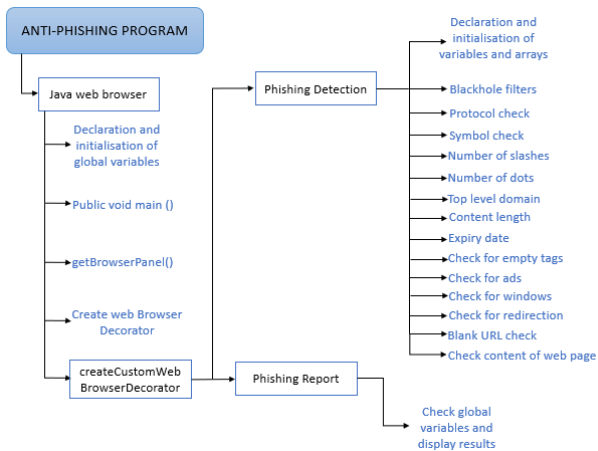 ANTI-PHISHING PROGRAM
Java web browser
Declaration and
initialisation of
global variables
Public void main ()
getBrowserPanel()
Create web Browser
Decorator
createCustomWeb
BrowserDecorator
Phishing Detection
Declaration and
initialisation of
variables and arrays
Blackhole filters
Protocol check
Symbol check
Number of slashes
Number of dots
Top level domain
Content length
Expiry date
Check for empty tags
Check for ads
Check for windows
Check for redirection
Blank URL check
Check content of web page
Phishing Report
Check global
variables and
display results